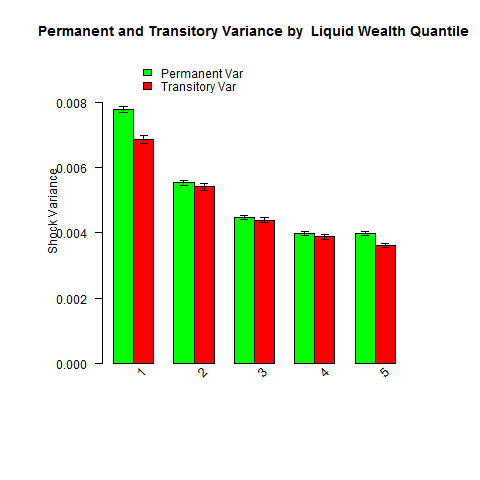 Permanent and Transitory Variance by  Liquid Wealth Quantile
Permanent Var
Transitory Var
Shock Variance
0.008
0.006
0.004
0.002
0.000
1 2 3 4 5